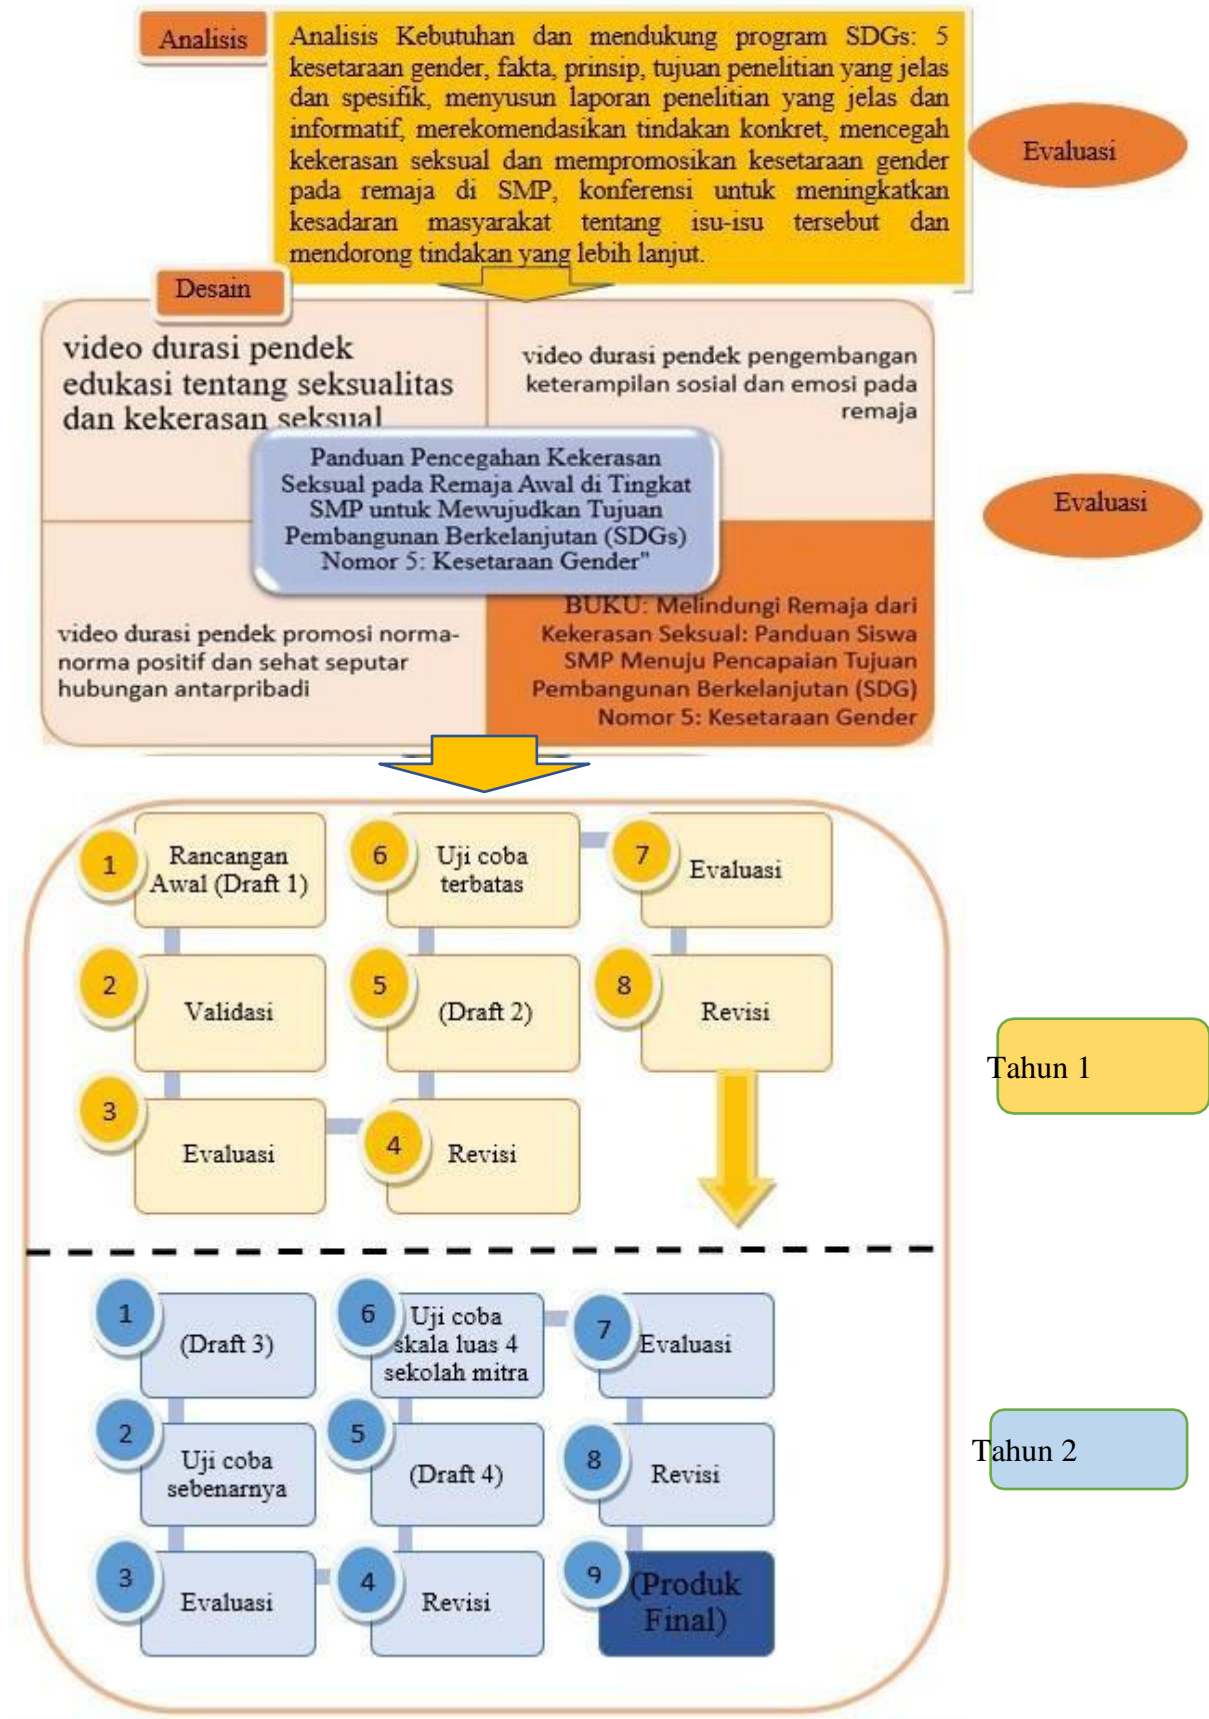 Analisis
Analisis Kebutuhan dan mendukung program SDGs: 5
kesetaraan gender, fakta, prinsip, tujuan penelitian yang jelas
dan spesifik, menyusun laporan penelitian yang jelas dan
informatif, merekomendasikan tindakan konkret, mencegah
kekerasan seksual dan mempromosikan kesetaraan gender
pada remaja di SMP, konferensi untuk meningkatkan
kesadaran masyarakat tentang isu-isu tersebut dan
mendorong tindakan yang lebih lanjut.
Evaluasi
Desain
video durasi pendek
edukasi tentang seksualitas
dan kekerasan seksual
video durasi pendek pengembangan
keterampilan sosial dan emosi pada
remaja
Panduan Pencegahan Kekerasan
Seksual pada Remaja Awal di Tingkat
SMP untuk Mewujudkan Tujuan
Pembangunan Berkelanjutan (SDGs)
Nomor 5: Kesetaraan Gender"
Evaluasi
video durasi pendek promosi norma-
norma positif dan sehat seputar
hubungan antarpribadi
BUKU: Melindungi Remaja dari
Kekerasan Seksual: Panduan Siswa
SMP Menuju Pencapaian Tujuan
Pembangunan Berkelanjutan (SDG)
Nomor 5: Kesetaraan Gender
1
Rancangan
Awal (Draft 1)
2
Validasi
3
Evaluasi
4
Revisi
5
(Draft 2)
6
Uji coba
terbatas
7
Evaluasi
8
Revisi
Tahun 1
1
(Draft 3)
2
Uji coba
sebenarnya
3
Evaluasi
4
Revisi
5
(Draft 4)
6
Uji coba
skala luas 4
sekolah mitra
7
Evaluasi
8
Revisi
9
(Produk
Final)
Tahun 2